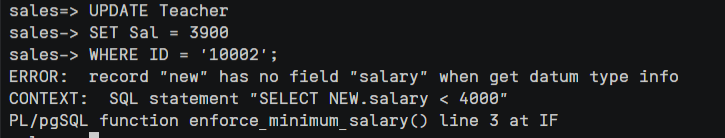 sales=> UPDATE Teacher
sales-> SET Sal = 3900
sales-> WHERE ID = '10002';
ERROR:  record "new" has no field "salary" when get datum type info
CONTEXT:  SQL statement "SELECT NEW.salary < 4000"
PL/pgSQL function enforce_minimum_salary() line 3 at IF